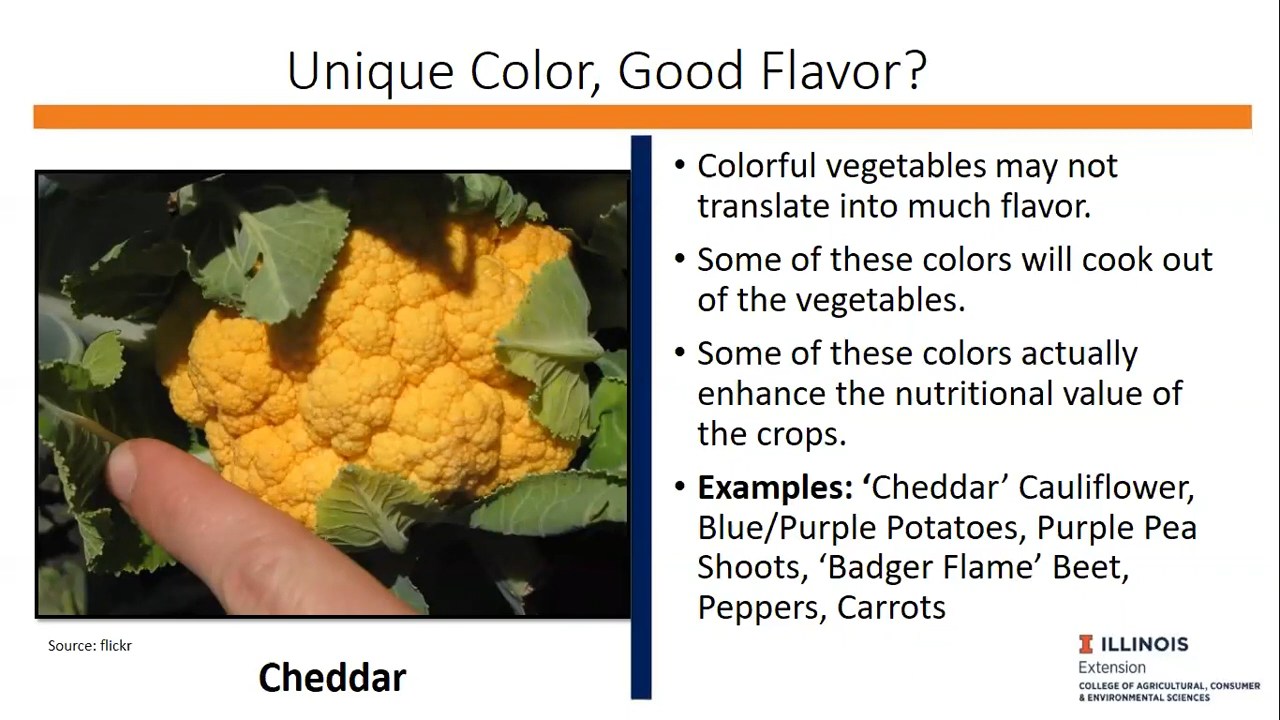 Unique Color, Good Flavor?
• Colorful vegetables may not
translate into much flavor.
• Some of these colors will cook out
of the vegetables.
• Some of these colors actually
enhance the nutritional value of
the crops.
• Examples: ‘Cheddar’ Cauliflower,
Blue/Purple Potatoes, Purple Pea
Shoots, ‘Badger Flame’ Beet,
Peppers, Carrots
Source: flickr
Cheddar
I ILLINOIS
Extension
COLLEGE OF AGRICULTURAL, CONSUMER
& ENVIRONMENTAL SCIENCES